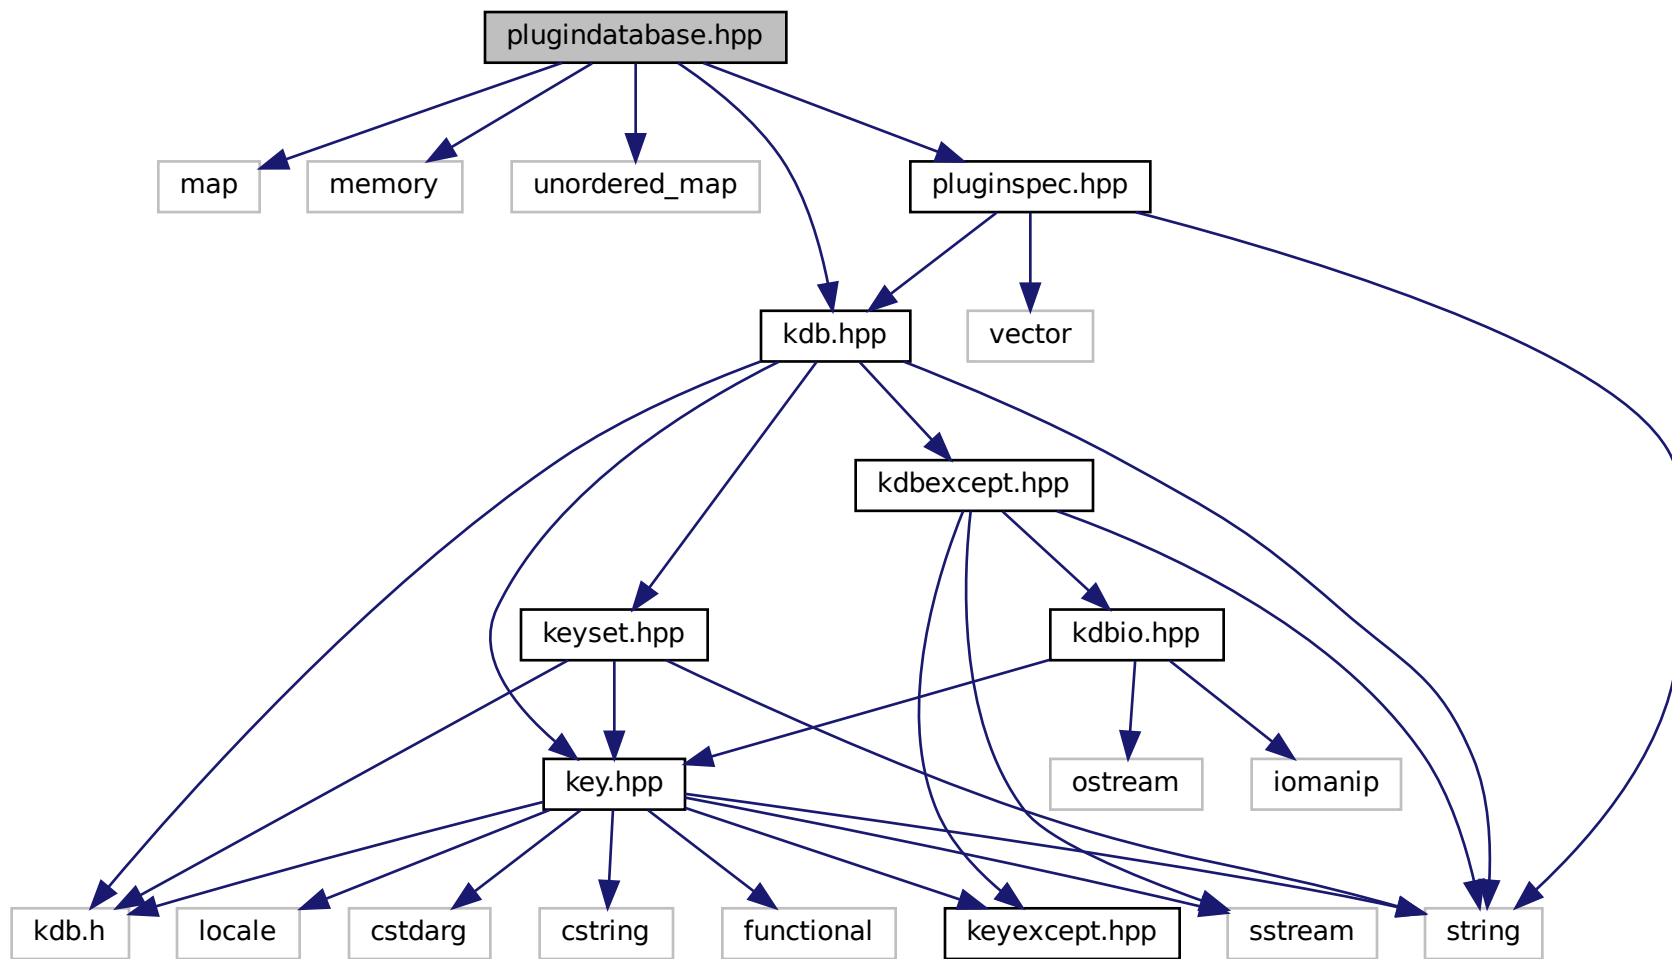 plugindatabase.hpp
map
memory
unordered_map
pluginspec.hpp
kdb.hpp
vector
kdbexcept.hpp
keyset.hpp
kdbio.hpp
key.hpp
ostream
iomanip
kdb.h
locale
cstdarg
cstring
functional
keyexcept.hpp
sstream
string